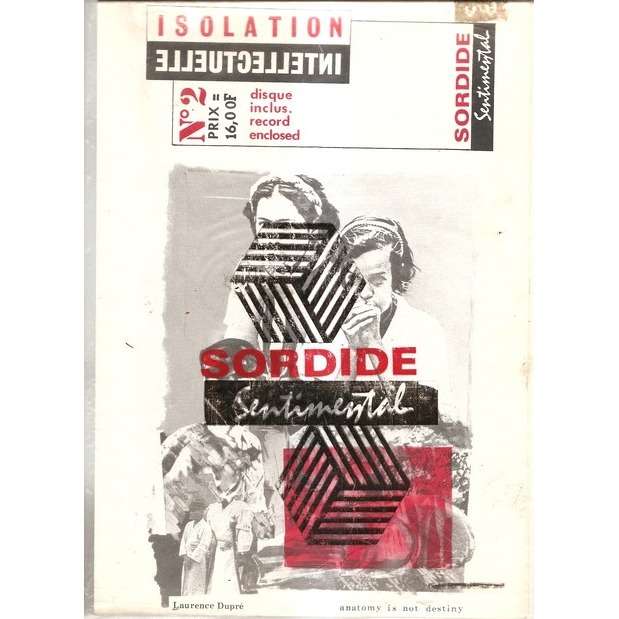 ISOLATION
INTELLECTUELLE
No 2
PRIX =
16,00F
disque
inclus.
record
enclosed
SORDIDE
Sentimental
SORDIDE
Sentimental
Laurence Dupré
anatomy is not destiny